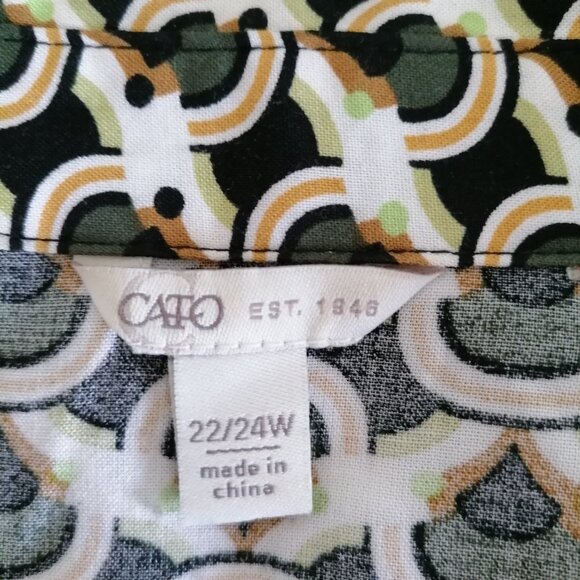 CATO EST. 1946
22/24W
made in
china